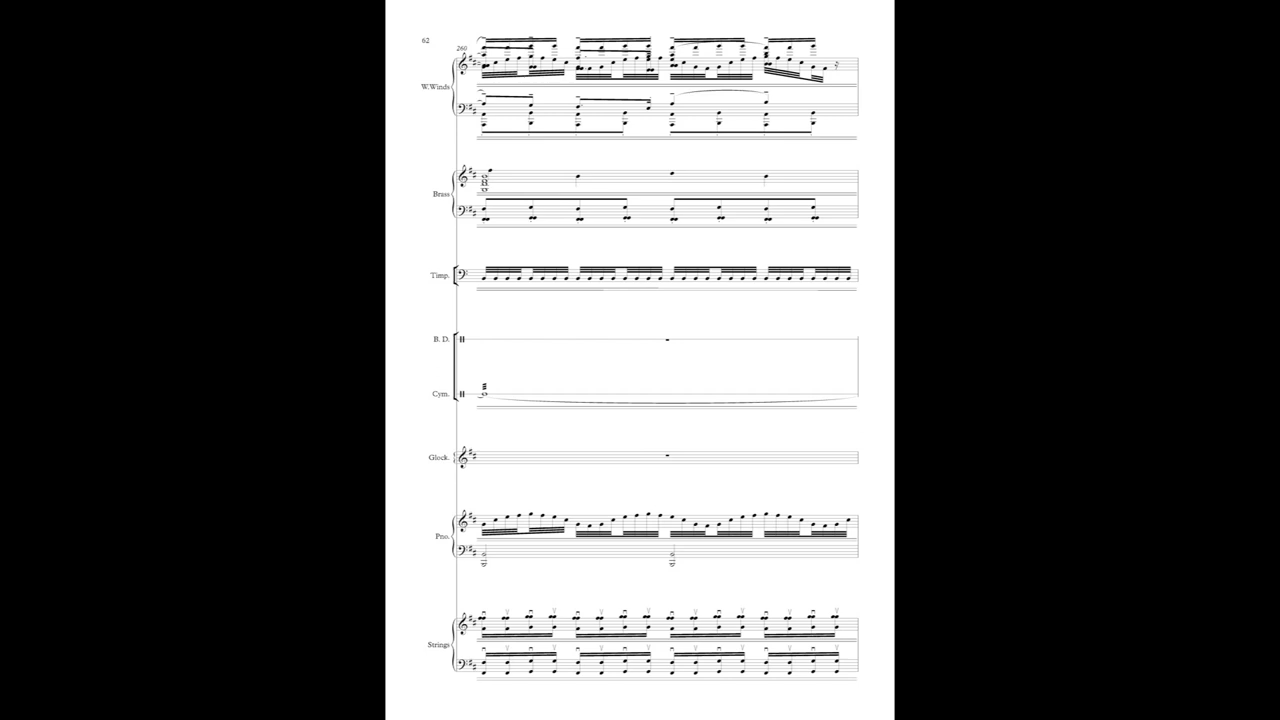 62
260
W.Winds
Brass
Timp.
B. D.
Cym.
Glock.
Pno.
Strings